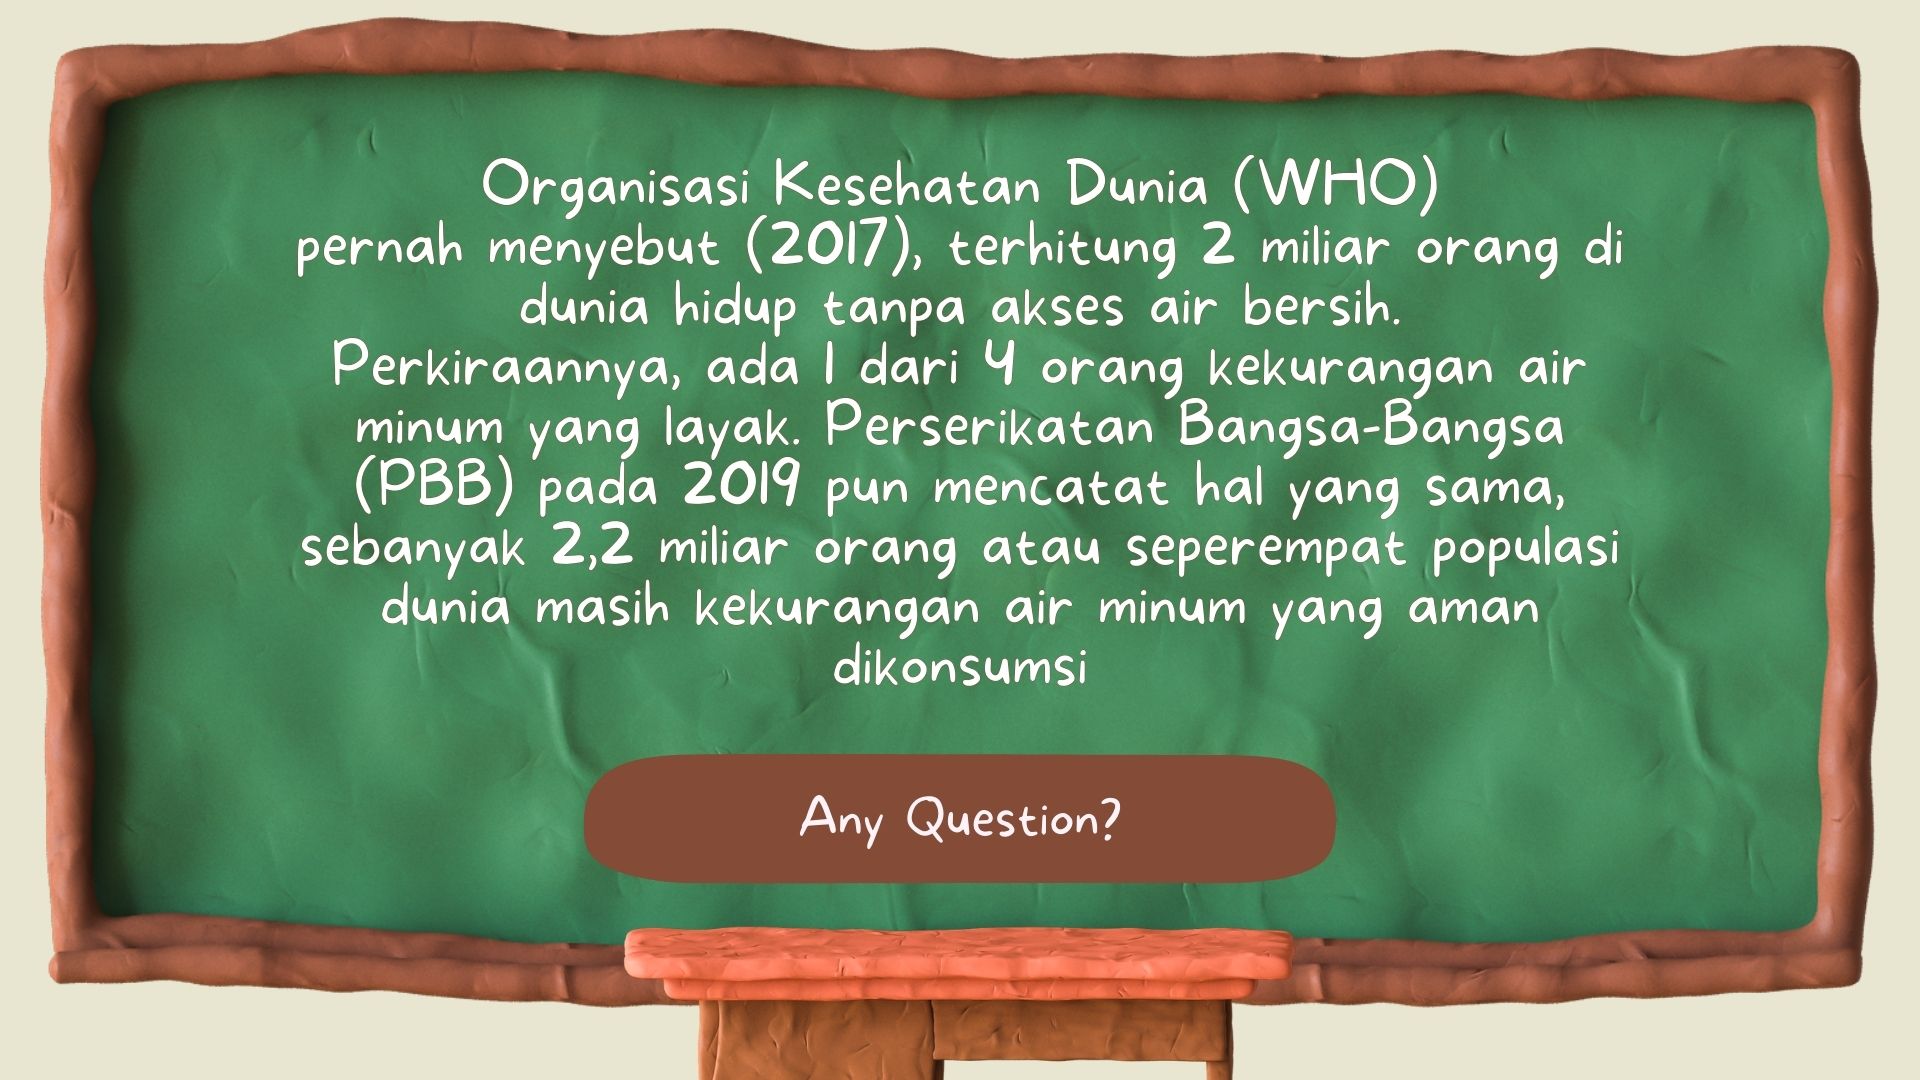 Organisasi Kesehatan Dunia (WHO)
pernah menyebut (2017), terhitung 2 miliar orang di
dunia hidup tanpa akses air bersih.
Perkiraannya, ada 1 dari 4 orang kekurangan air
minum yang layak. Perserikatan Bangsa-Bangsa
(PBB) pada 2019 pun mencatat hal yang sama,
sebanyak 2,2 miliar orang atau seperempat populasi
dunia masih kekurangan air minum yang aman
dikonsumsi
Any Question?